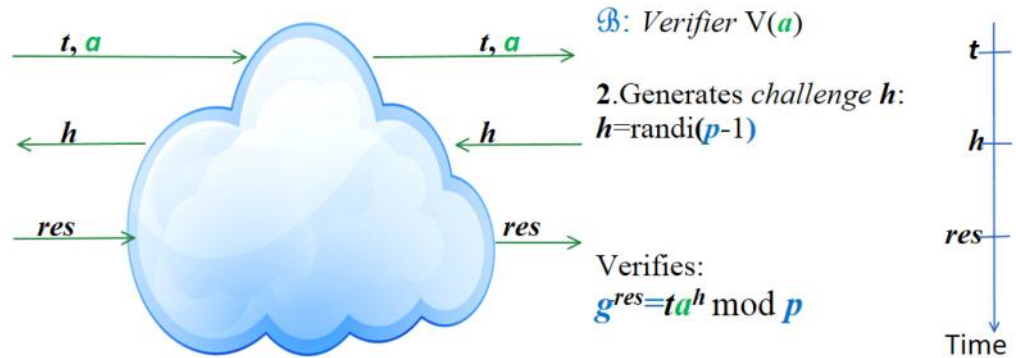 t, a
t, a
ℬ: Verifier V(a)
t
2.Generates challenge h:
h
h
h=randi(p-1)
h
res
res
res
Verifies:
g^res=ta^h mod p
Time